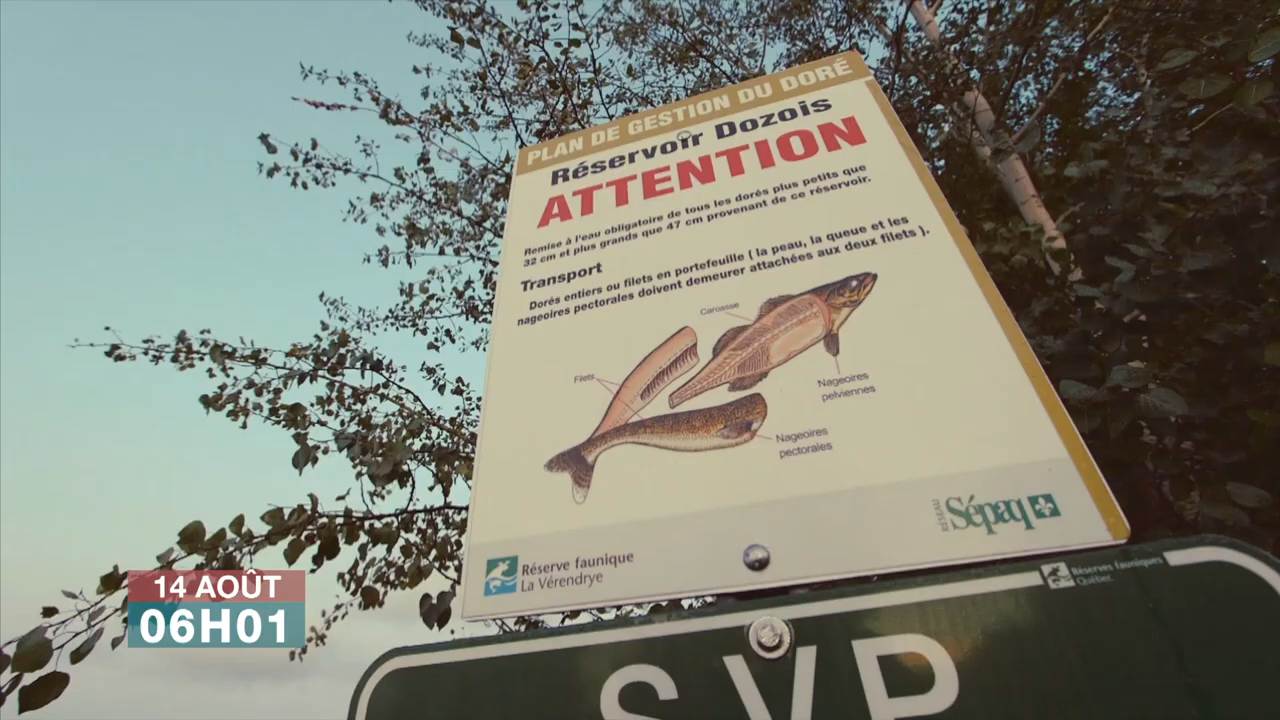 PLAN DE GESTION DU DORÉ
Réservoir Dozois
ATTENTION
Remise à l'eau obligatoire de tous les dorés plus petits que
32 cm et plus grands que 47 cm provenant de ce réservoir.
Transport
Dorés entiers ou filets en portefeuille ( la peau, la queue et les
nageoires pectorales doivent demeurer attachées aux deux filets ).
Carcasse
Filets
Nageoires
pelviennes
Nageoires
pectorales
Réserve faunique
La Vérendrye
RÉSEAU
Sépaq
Réserves fauniques
Québec
SVP
14 AOÛT
06H01